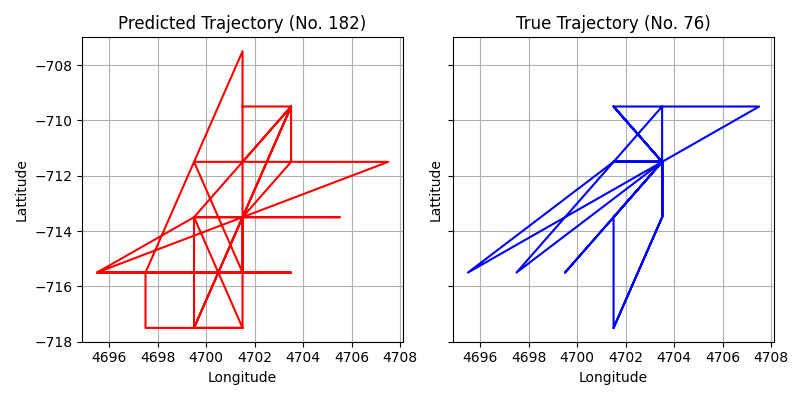 Predicted Trajectory (No. 182)
True Trajectory (No. 76)
Lattitude
Lattitude
−708
−710
−712
−714
−716
−718
4696 4698 4700 4702 4704 4706 4708
4696 4698 4700 4702 4704 4706 4708
Longitude
Longitude